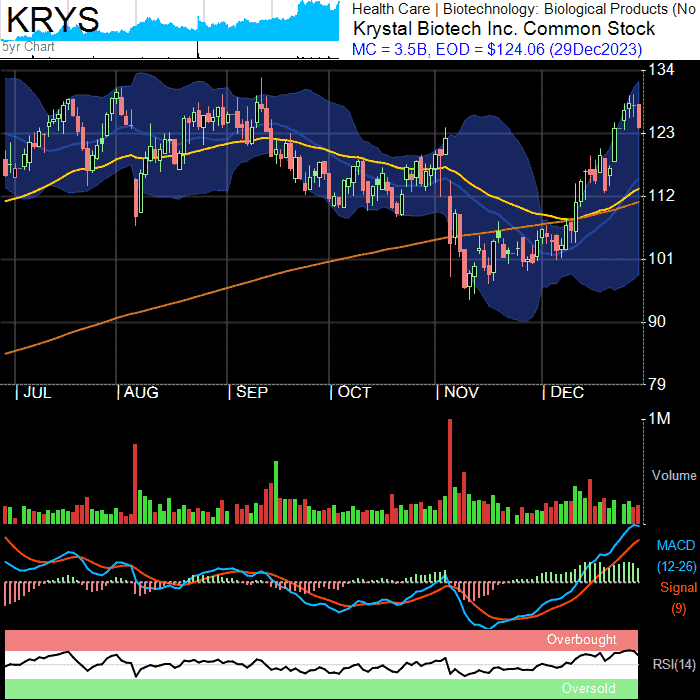 KRYS
5yr Chart
Health Care | Biotechnology: Biological Products (No
Krystal Biotech Inc. Common Stock
MC = 3.5B, EOD = $124.06 (29Dec2023)
134
123
112
101
90
79
JUL AUG SEP OCT NOV DEC
1M
Volume
MACD
(12-26)
Signal
(9)
Overbought
RSI(14)
Oversold